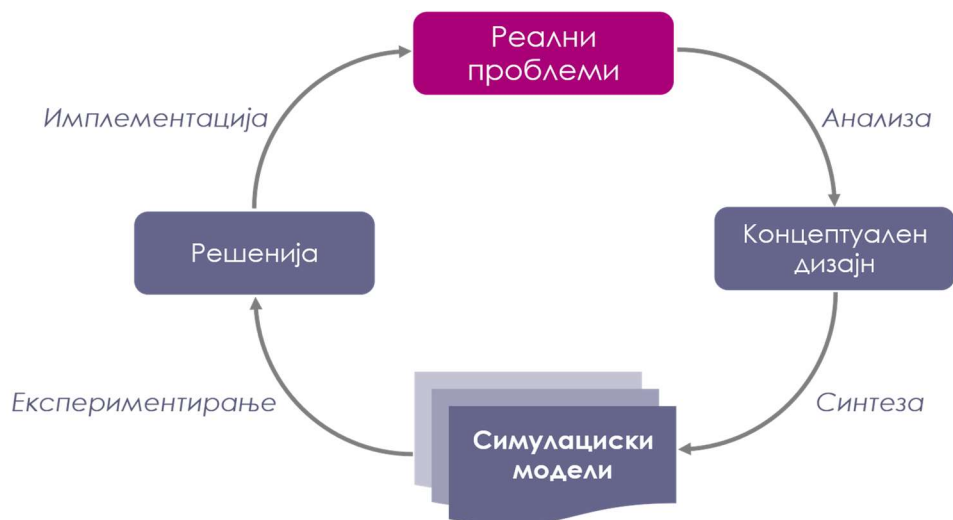 Реални
проблеми
Имплементација
Анализа
Решенија
Концептуален
дизајн
Експериментирање
Синтеза
Симулациски
модели